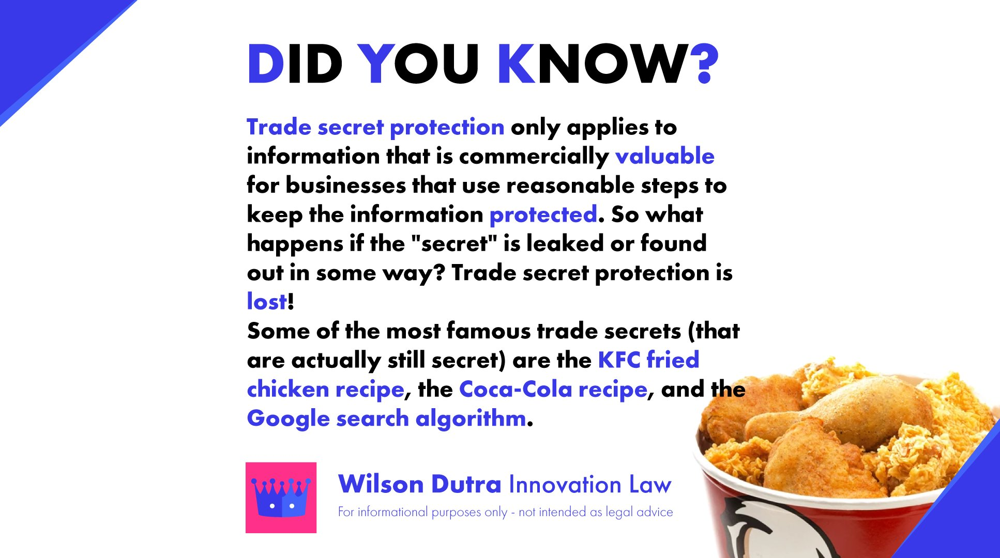 DID YOU KNOW?
Trade secret protection only applies to
information that is commercially valuable
for businesses that use reasonable steps to
keep the information protected. So what
happens if the "secret" is leaked or found
out in some way? Trade secret protection is
lost!
Some of the most famous trade secrets (that
are actually still secret) are the KFC fried
chicken recipe, the Coca-Cola recipe, and the
Google search algorithm.
Wilson Dutra Innovation Law
For informational purposes only - not intended as legal advice